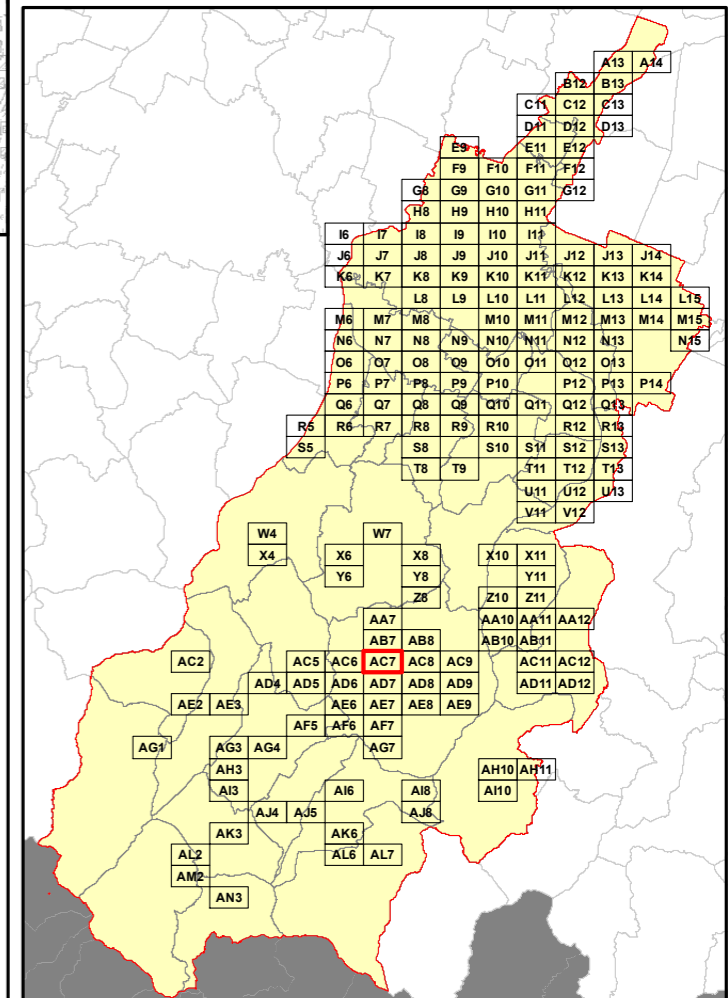 A13 A14
B12 B13
C11 C12 C13
D11 D12 D13
E9 E11 E12
F9 F10 F11 F12
G8 G9 G10 G11 G12
H8 H9 H10 H11
I6 I7 I8 I9 I10 I11
J6 J7 J8 J9 J10 J11 J12 J13 J14
K6 K7 K8 K9 K10 K11 K12 K13 K14
L8 L9 L10 L11 L12 L13 L14 L15
M6 M7 M8 M10 M11 M12 M13 M14 M15
N6 N7 N8 N9 N10 N11 N12 N13 N15
O6 O7 O8 O9 O10 O11 O12 O13
P6 P7 P8 P9 P10 P12 P13 P14
Q6 Q7 Q8 Q9 Q10 Q11 Q12 Q13
R5 R6 R7 R8 R9 R10 R12 R13
S5 S8 S10 S11 S12 S13
T8 T9 T11 T12 T13
U11 U12 U13
V11 V12
W4 W7
X4 X6 X8 X10 X11
Y6 Y8 Y11
Z8 Z10 Z11
AA7 AA10 AA11 AA12
AB7 AB8 AB10 AB11
AC2 AC5 AC6 AC7 AC8 AC9 AC11 AC12
AD4 AD5 AD6 AD7 AD8 AD9 AD11 AD12
AE2 AE3 AE6 AE7 AE8 AE9
AF5 AF6 AF7
AG1 AG3 AG4 AG7
AH3 AH10 AH11
AI3 AI6 AI8 AI10
AJ4 AJ5 AJ8
AK3 AK6
AL2 AL6 AL7
AM2
AN3